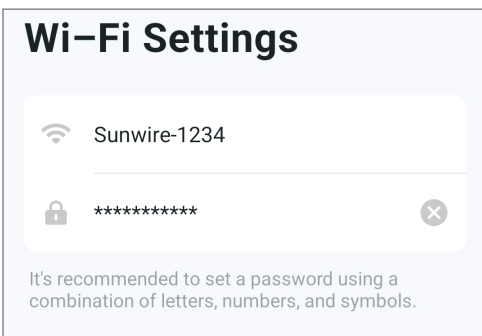 Wi–Fi Settings
Sunwire-1234
***********
It's recommended to set a password using a
combination of letters, numbers, and symbols.